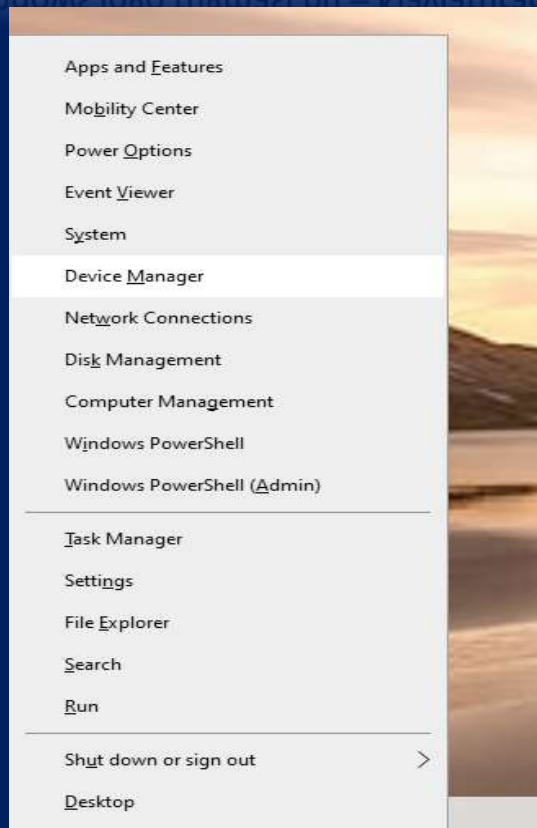 Apps and Features
Mobility Center
Power Options
Event Viewer
System
Device Manager
Network Connections
Disk Management
Computer Management
Windows PowerShell
Windows PowerShell (Admin)
Task Manager
Settings
File Explorer
Search
Run
Shut down or sign out
Desktop